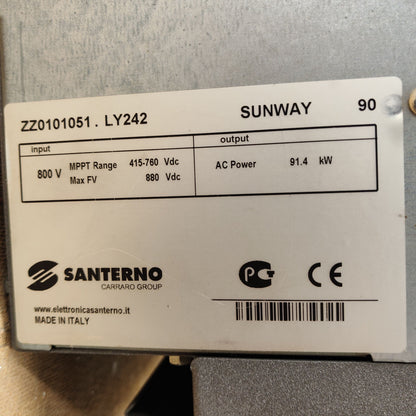 ZZ0101051 . LY242 SUNWAY 90
input output
800 V MPPT Range 415-760 Vdc AC Power 91.4 kW
Max FV 880 Vdc
SANTERNO
CARRARO GROUP
PG CE
www.elettronicasanterno.it
MADE IN ITALY